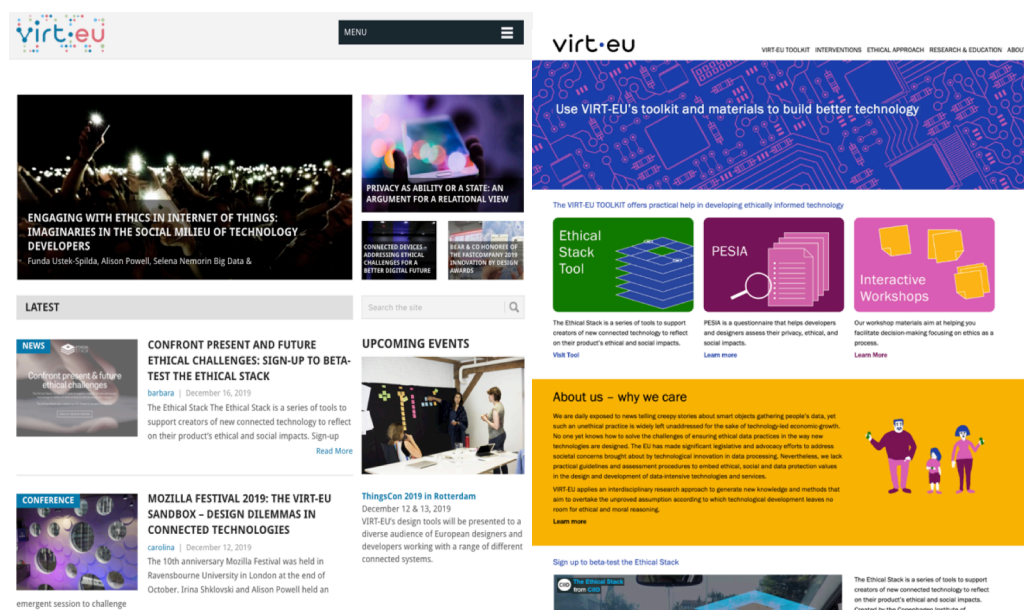 virt·eu
MENU
ENGAGING WITH ETHICS IN INTERNET OF THINGS:
IMAGINARIES IN THE SOCIAL MILIEU OF TECHNOLOGY
DEVELOPERS
Funda Ustek-Spilda, Alison Powell, Selena Nemorin Big Data &
PRIVACY AS ABILITY OR A STATE: AN
ARGUMENT FOR A RELATIONAL VIEW
CONNECTED DEVICES –
ADDRESSING ETHICAL
CHALLENGES FOR A
BETTER DIGITAL FUTURE
BEAR & CO HONOREE OF
THE FASTCOMPANY 2019
INNOVATION BY DESIGN
AWARDS
LATEST
Search the site
NEWS
Confront present & future
ethical challenges
CONFRONT PRESENT AND FUTURE
ETHICAL CHALLENGES: SIGN-UP TO BETA-
TEST THE ETHICAL STACK
barbara | December 16, 2019
The Ethical Stack The Ethical Stack is a series of tools to
support creators of new connected technology to reflect
on their product's ethical and social impacts. Sign-up
Read More
CONFERENCE
MOZILLA FESTIVAL 2019: THE VIRT-EU
SANDBOX – DESIGN DILEMMAS IN
CONNECTED TECHNOLOGIES
carolina | December 12, 2019
The 10th anniversary Mozilla Festival was held in
Ravensbourne University in London at the end of
October. Irina Shklovski and Alison Powell held an
emergent session to challenge
UPCOMING EVENTS
ThingsCon 2019 in Rotterdam
December 12 & 13, 2019
VIRT-EU's design tools will be presented to a
diverse audience of European designers and
developers working with a range of different
connected systems.
virt·eu
VIRT-EU TOOLKIT INTERVENTIONS ETHICAL APPROACH RESEARCH & EDUCATION ABOU
Use VIRT-EU's toolkit and materials to build better technology
The VIRT-EU TOOLKIT offers practical help in developing ethically informed technology
Ethical
Stack
Tool
PESIA
Interactive
Workshops
The Ethical Stack is a series of tools to support
creators of new connected technology to reflect
on their product's ethical and social impacts.
Visit Tool
PESIA is a questionnaire that helps developers
and designers assess their privacy, ethical, and
social impacts.
Learn more
Our workshop materials aim at helping you
facilitate decision-making focusing on ethics as a
process.
Learn More
About us – why we care
We are daily exposed to news telling creepy stories about smart objects gathering people's data, yet
such an unethical practice is widely left unaddressed for the sake of technology-led economic-growth.
No one yet knows how to solve the challenges of ensuring ethical data practices in the way new
technologies are designed. The EU has made significant legislative and advocacy efforts to address
societal concerns brought about by technological innovation in data processing. Nevertheless, we lack
practical guidelines and assessment procedures to embed ethical, social and data protection values
in the design and development of data-intensive technologies and services.
VIRT-EU applies an interdisciplinary research approach to generate new knowledge and methods that
aim to overtake the unproved assumption according to which technological development leaves no
room for ethical and moral reasoning.
Learn more
Sign up to beta-test the Ethical Stack
CIID
The Ethical Stack
from CIID
The Ethical Stack is a series of tools to support
creators of new connected technology to reflect
on their product's ethical and social impacts.
Created by the Copenhagen Institute of